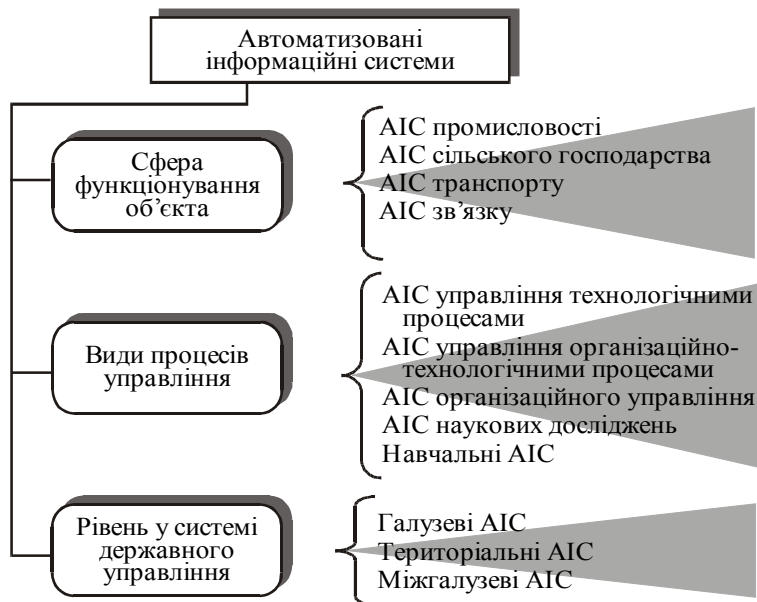 Автоматизовані
інформаційні системи
Сфера
функціонування
об’єкта
АІС промисловості
АІС сільського господарства
АІС транспорту
АІС зв’язку
Види процесів
управління
АІС управління технологічними
процесами
АІС управління організаційно-
технологічними процесами
АІС організаційного управління
АІС наукових досліджень
Навчальні АІС
Рівень у системі
державного
управління
Галузеві АІС
Територіальні АІС
Міжгалузеві АІС